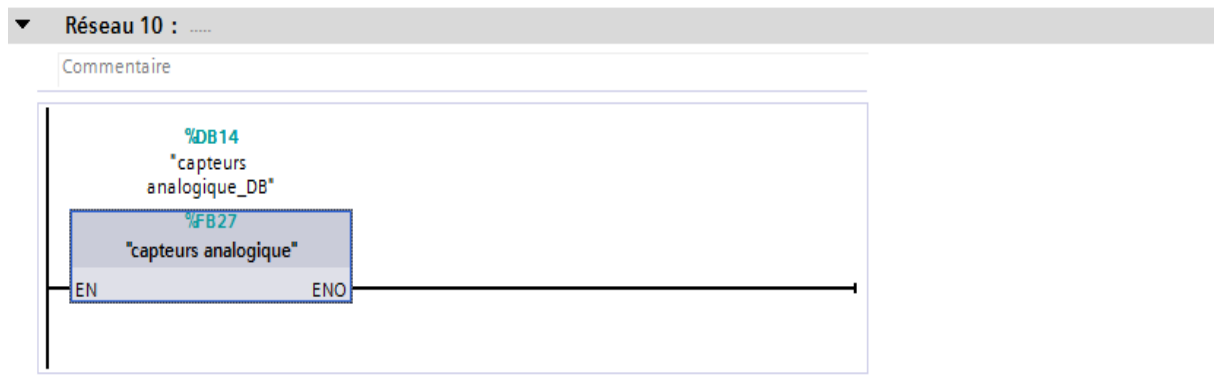 Réseau 10 : .....
Commentaire
%DB14
"capteurs
analogique_DB"
%FB27
"capteurs analogique"
EN ENO